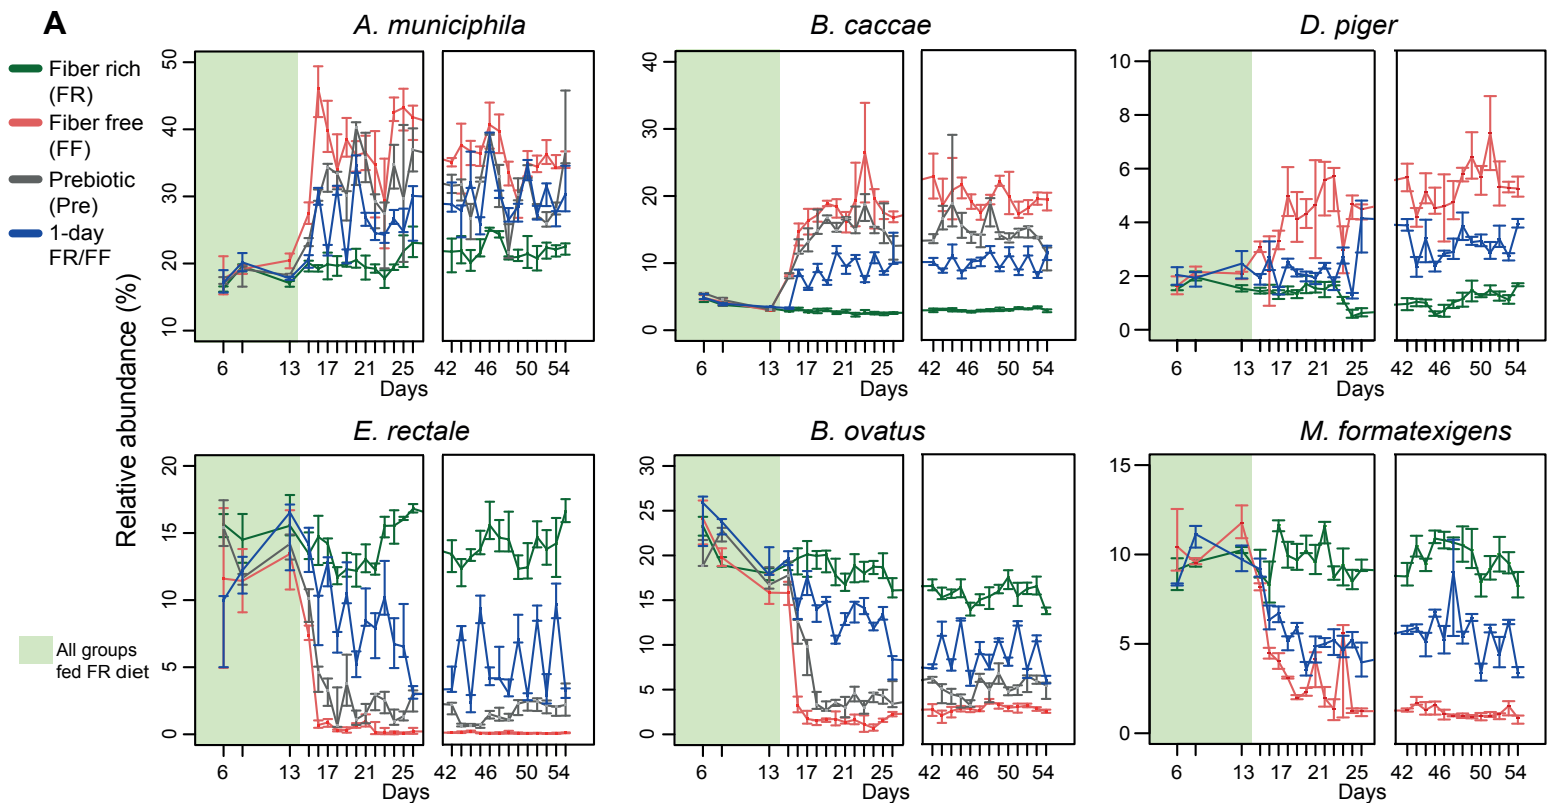 A
A. municiphila
B. caccae
D. piger
Fiber rich
(FR)
Fiber free
(FF)
Prebiotic
(Pre)
1-day
FR/FF
All groups
fed FR diet
Relative abundance (%)
50
40
30
20
10
6 13 17 21 25 42 46 50 54
Days
40
30
20
10
0
6 13 17 21 25 42 46 50 54
Days
10
8
6
4
2
0
6 13 17 21 25 42 46 50 54
Days
E. rectale
B. ovatus
M. formatexigens
20
15
10
5
0
6 13 17 21 25 42 46 50 54
Days
30
25
20
15
10
5
0
6 13 17 21 25 42 46 50 54
Days
15
10
5
0
6 13 17 21 25 42 46 50 54
Days